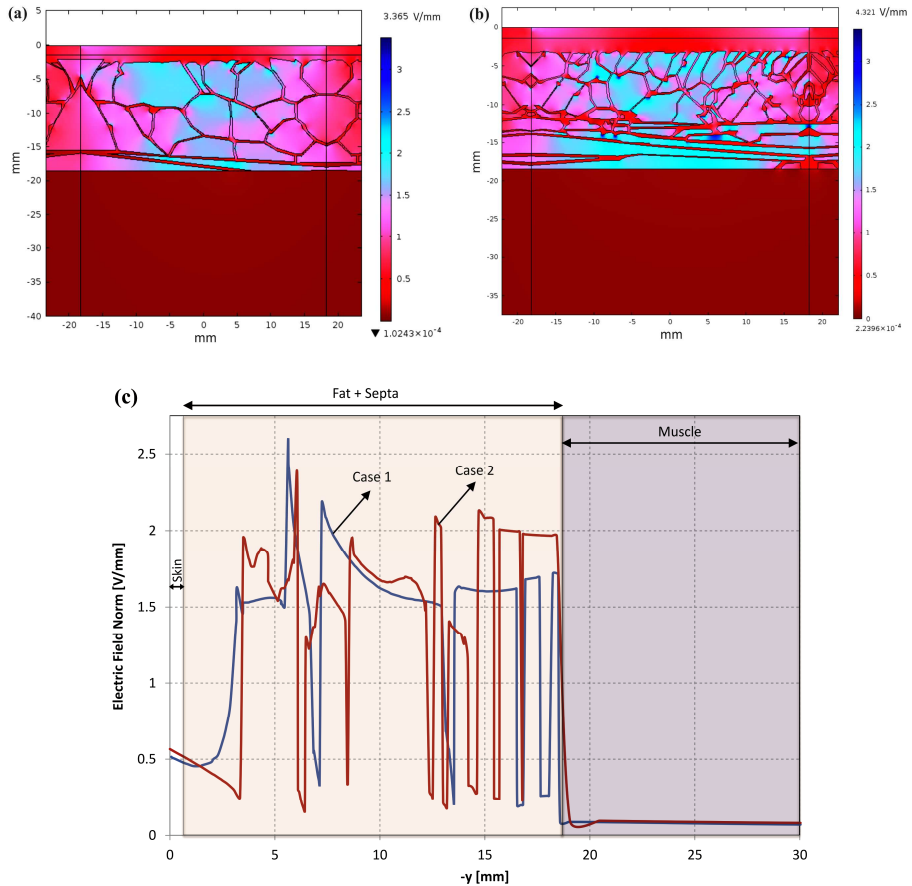 (a)
3.365 V/mm
5
0
-5
-10
-15
-20
-25
-30
-35
-40
mm
-20 -15 -10 -5 0 5 10 15 20
mm
3
2.5
2
1.5
1
0.5
▼ 1.0243×10⁻⁴
(b)
4.321 V/mm
0
-5
-10
-15
-20
-25
-30
-35
mm
-20 -15 -10 -5 0 5 10 15 20
mm
4
3.5
3
2.5
2
1.5
1
0.5
0
2.2396×10⁻⁴
(c)
Fat + Septa
Muscle
Case 1
Case 2
Skin
Electric Field Norm [V/mm]
2.5
2
1.5
1
0.5
0
0 5 10 15 20 25 30
-y [mm]